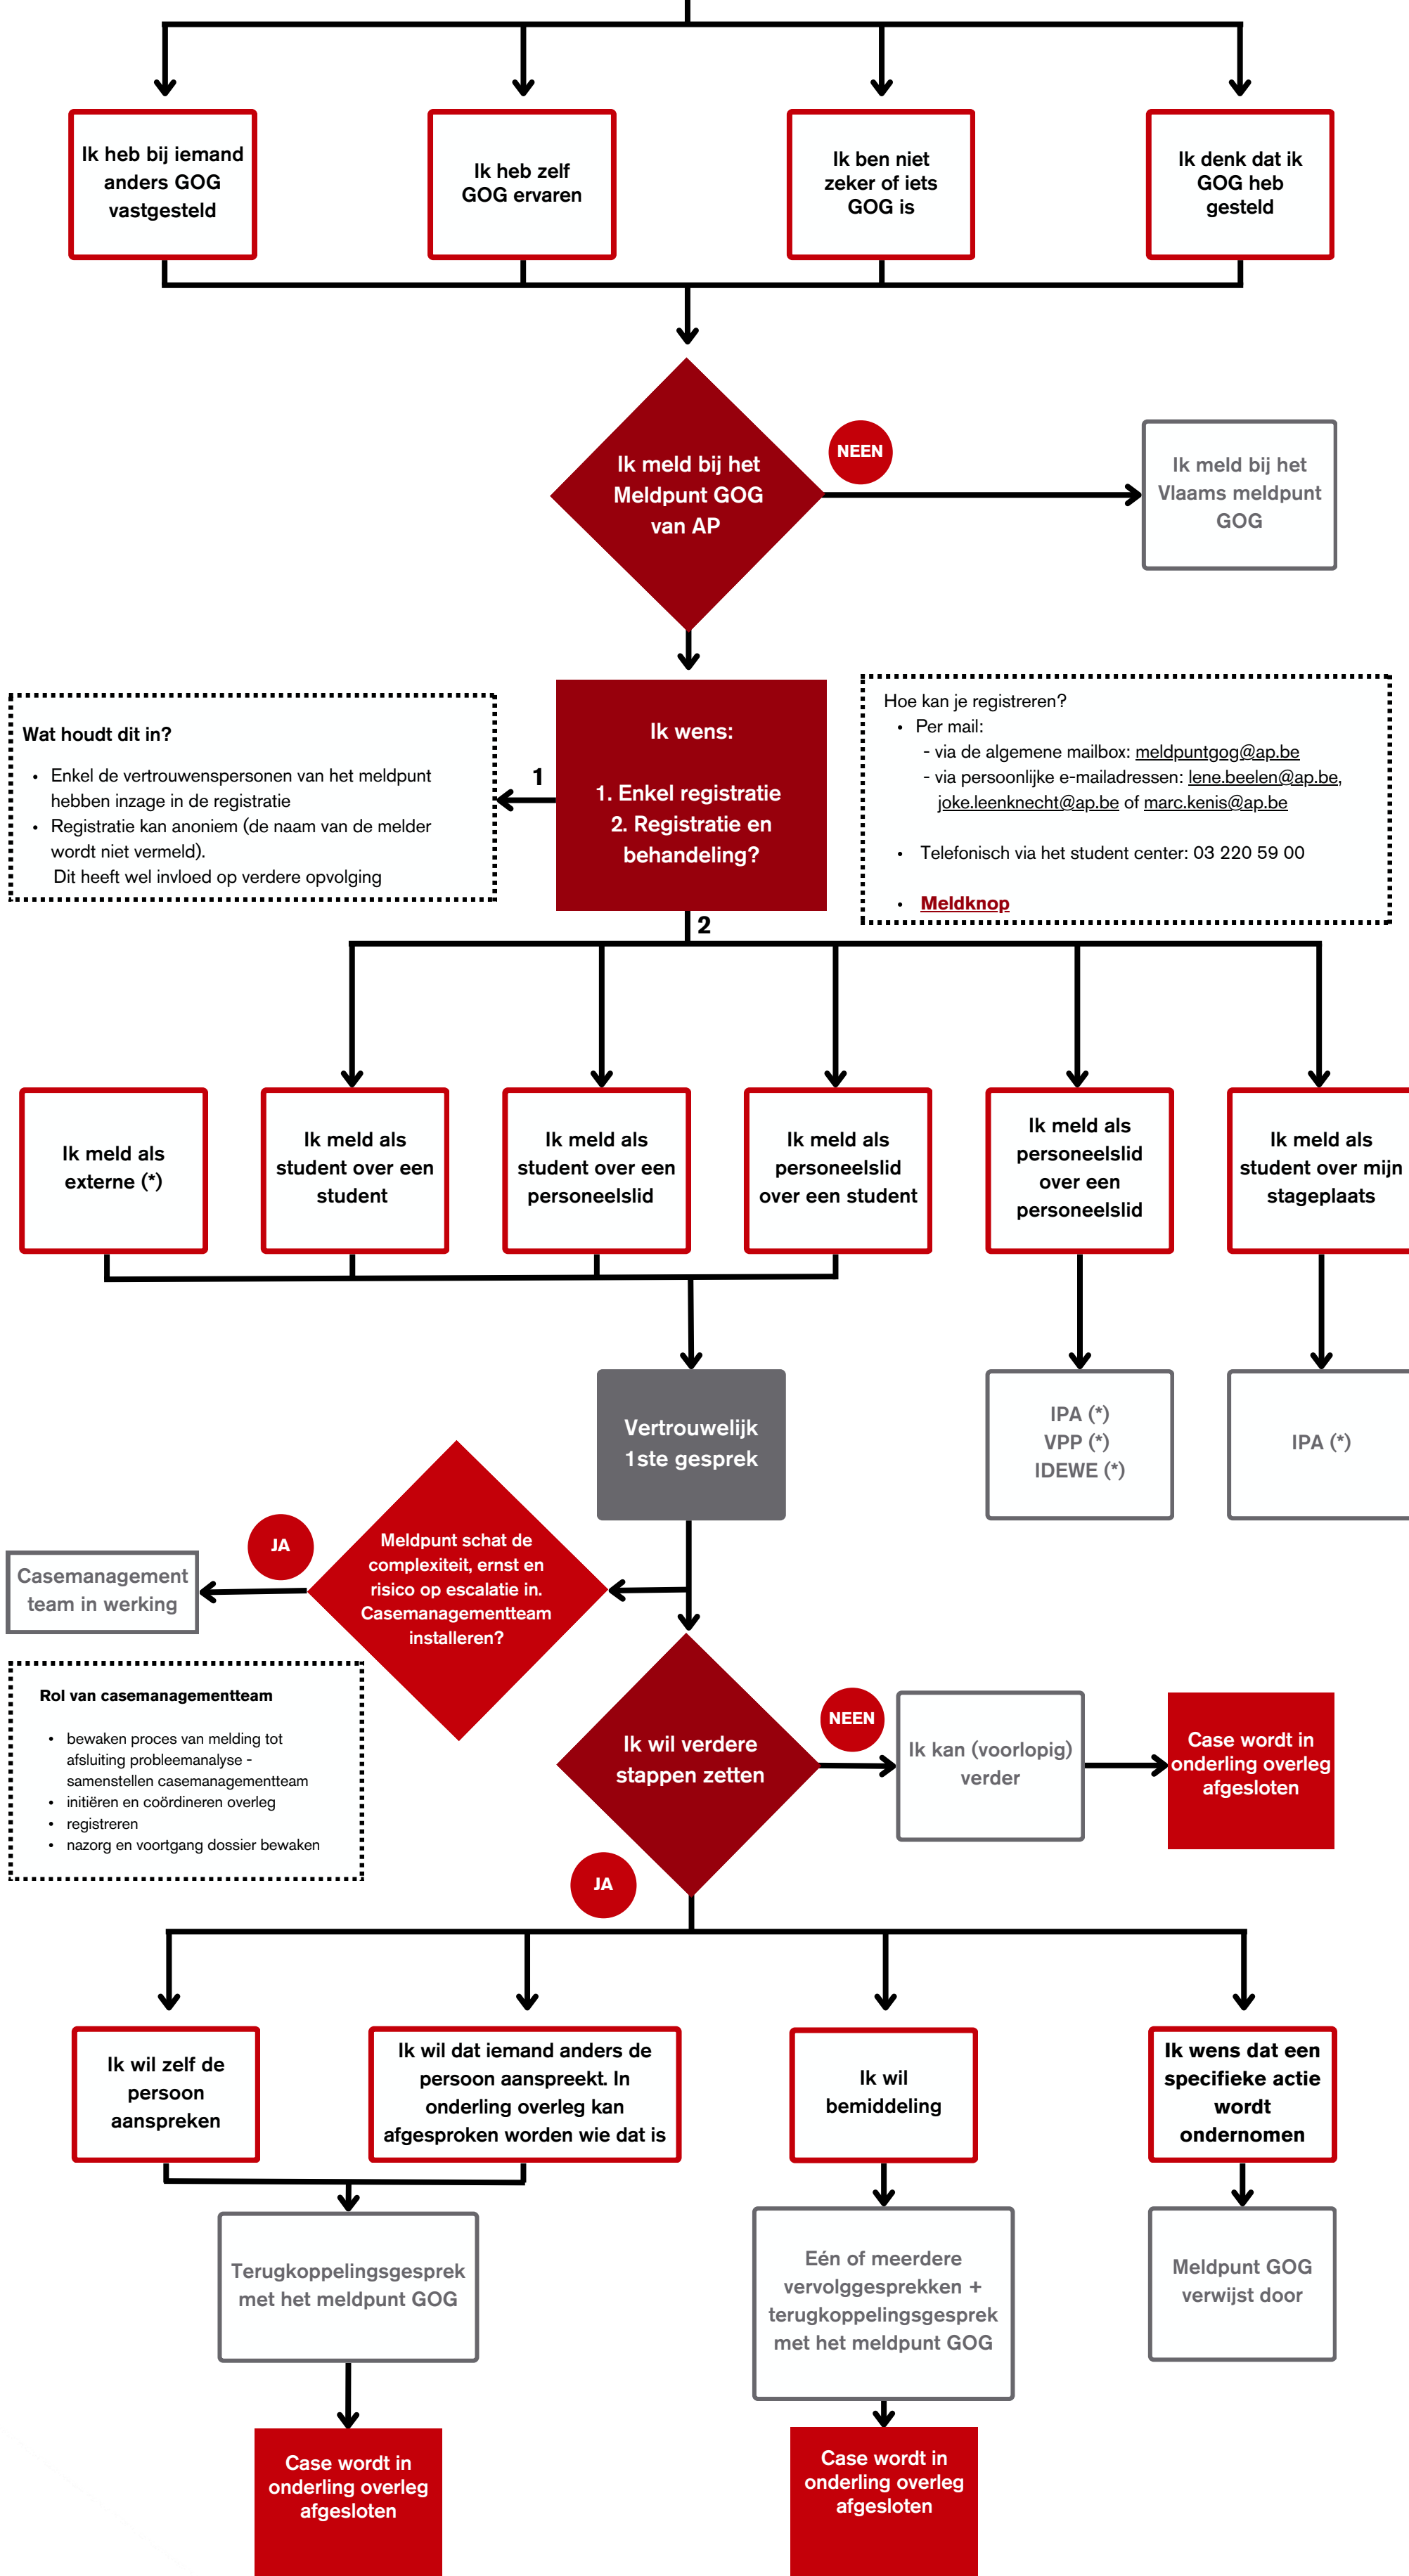 Ik heb bij iemand
anders GOG
vastgesteld
Ik heb zelf
GOG ervaren
Ik ben niet
zeker of iets
GOG is
Ik denk dat ik
GOG heb
gesteld
Ik meld bij het
Meldpunt GOG
van AP
NEEN
Ik meld bij het
Vlaams meldpunt
GOG
Wat houdt dit in?
• Enkel de vertrouwenspersonen van het meldpunt
hebben inzage in de registratie
• Registratie kan anoniem (de naam van de melder
wordt niet vermeld).
Dit heeft wel invloed op verdere opvolging
1
Ik wens:
1. Enkel registratie
2. Registratie en
behandeling?
Hoe kan je registreren?
• Per mail:
- via de algemene mailbox: meldpuntgog@ap.be
- via persoonlijke e-mailadressen: lene.beelen@ap.be,
joke.leenknecht@ap.be of marc.kenis@ap.be
• Telefonisch via het student center: 03 220 59 00
• Meldknop
2
Ik meld als
externe (*)
Ik meld als
student over een
student
Ik meld als
student over een
personeelslid
Ik meld als
personeelslid
over een student
Ik meld als
personeelslid
over een
personeelslid
Ik meld als
student over mijn
stageplaats
Vertrouwelijk
1ste gesprek
IPA (*)
VPP (*)
IDEWE (*)
IPA (*)
JA
Meldpunt schat de
complexiteit, ernst en
risico op escalatie in.
Casemanagementteam
installeren?
Casemanagement
team in werking
Rol van casemanagementteam
• bewaken proces van melding tot
afsluiting probleemanalyse -
samenstellen casemanagementteam
• initiëren en coördineren overleg
• registreren
• nazorg en voortgang dossier bewaken
Ik wil verdere
stappen zetten
NEEN
Ik kan (voorlopig)
verder
Case wordt in
onderling overleg
afgesloten
JA
Ik wil zelf de
persoon
aanspreken
Ik wil dat iemand anders de
persoon aanspreekt. In
onderling overleg kan
afgesproken worden wie dat is
Ik wil
bemiddeling
Ik wens dat een
specifieke actie
wordt
ondernomen
Terugkoppelingsgesprek
met het meldpunt GOG
Eén of meerdere
vervolggesprekken +
terugkoppelingsgesprek
met het meldpunt GOG
Meldpunt GOG
verwijst door
Case wordt in
onderling overleg
afgesloten
Case wordt in
onderling overleg
afgesloten